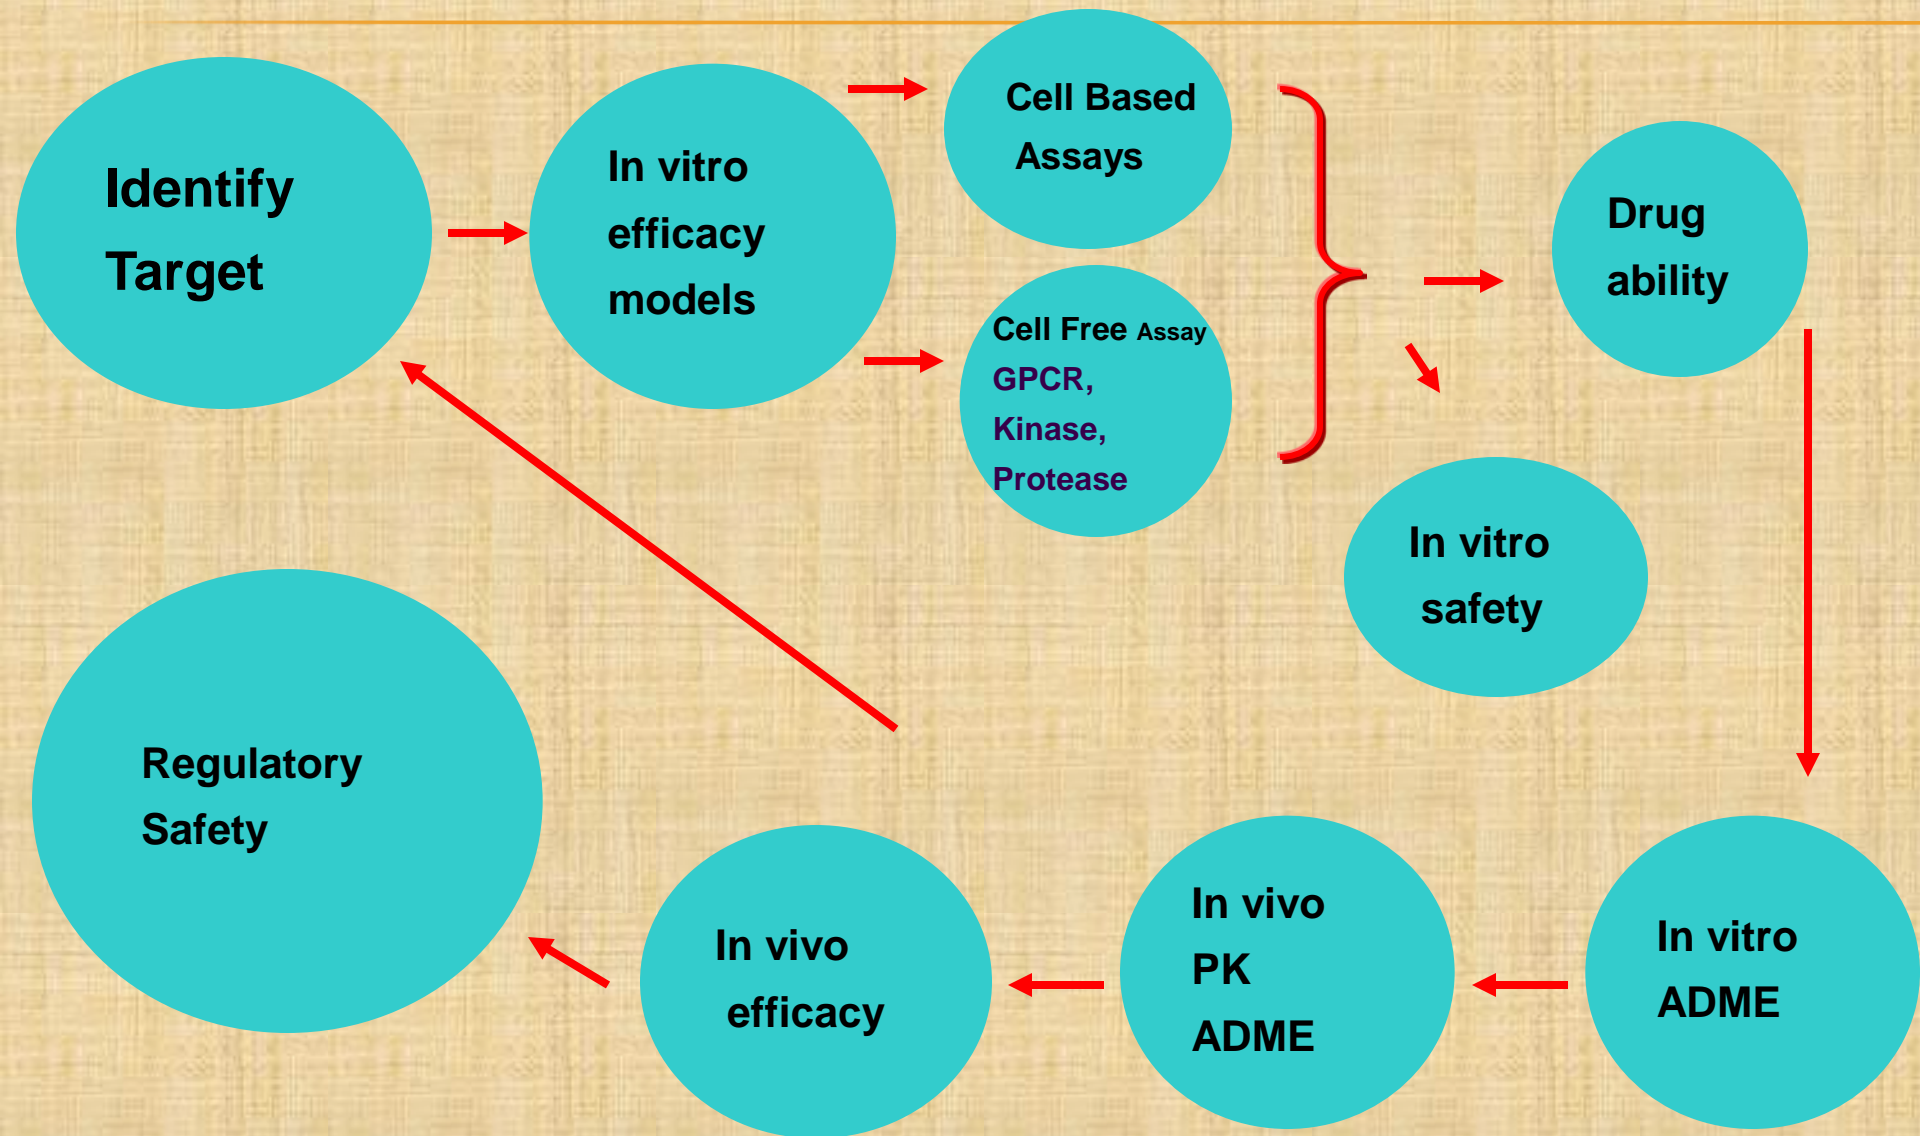 Identify
Target
In vitro
efficacy
models
Cell Based
Assays
Cell Free Assay
GPCR,
Kinase,
Protease
Drug
ability
In vitro
safety
In vitro
ADME
In vivo
PK
ADME
In vivo
efficacy
Regulatory
Safety